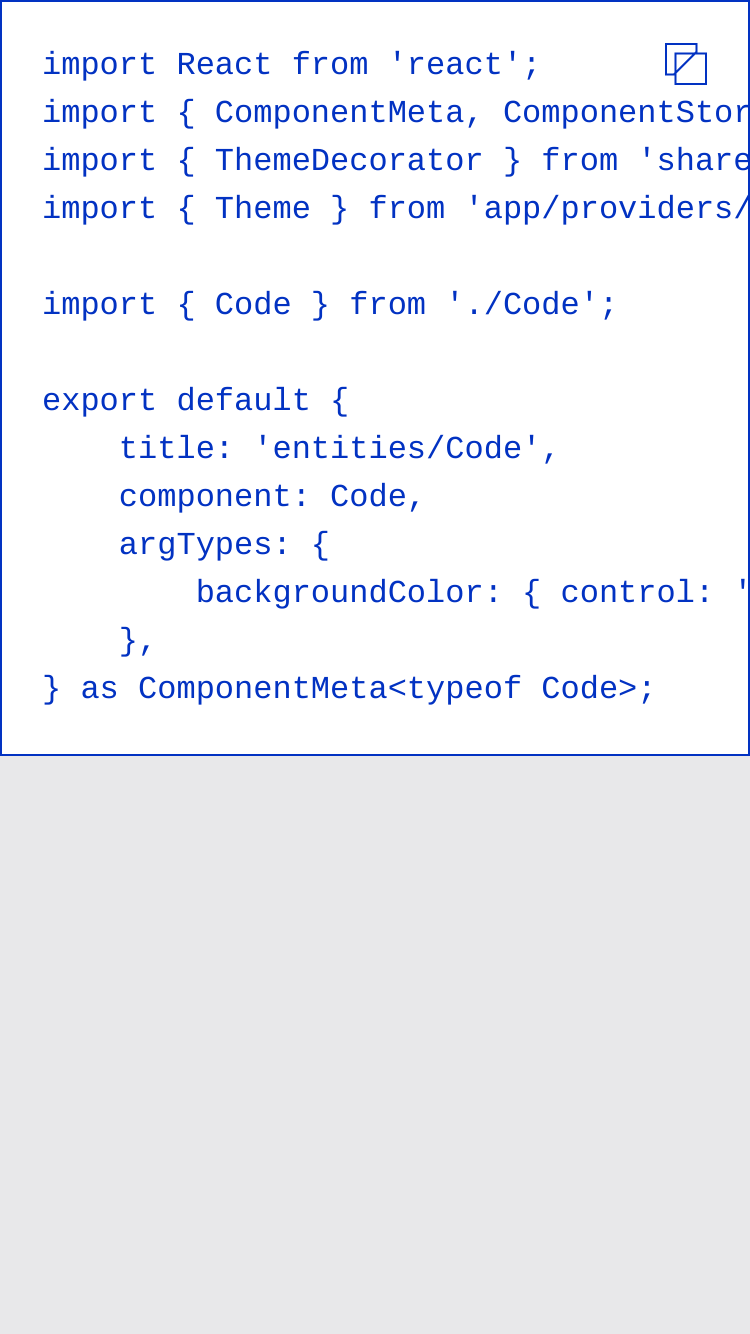 import React from 'react';
import { ComponentMeta, ComponentStor
import { ThemeDecorator } from 'share
import { Theme } from 'app/providers/
import { Code } from './Code';
export default {
    title: 'entities/Code',
    component: Code,
    argTypes: {
        backgroundColor: { control: '
    },
} as ComponentMeta<typeof Code>;